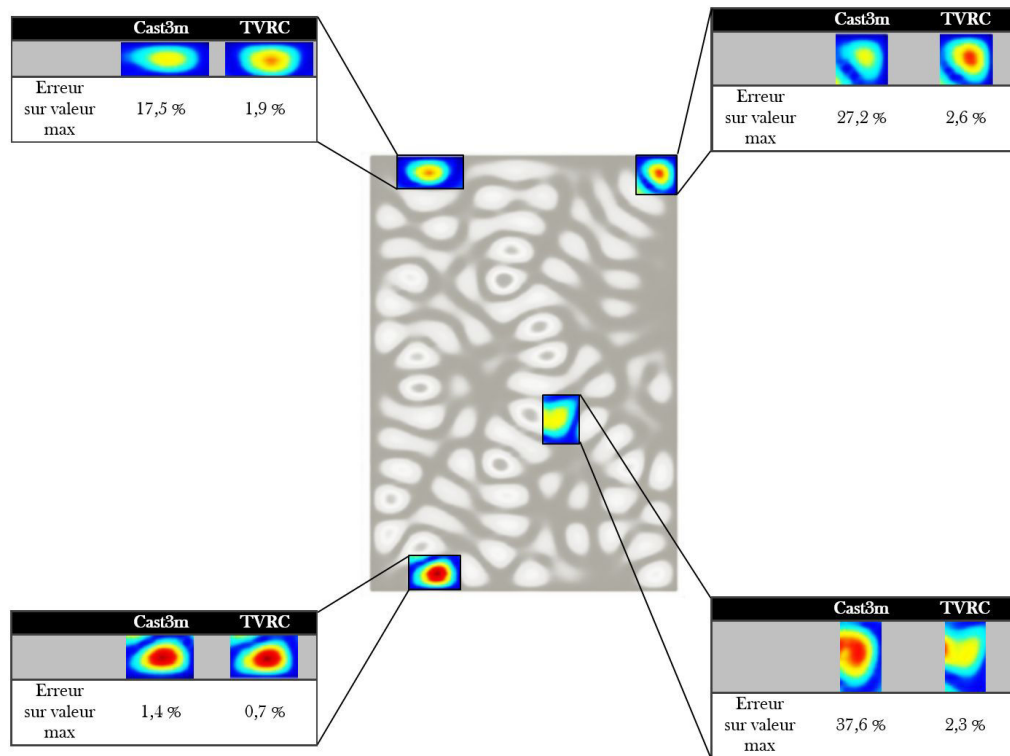 Cast3m TVRC
Erreur
sur valeur
max
17,5 % 1,9 %
Cast3m TVRC
Erreur
sur valeur
max
27,2 % 2,6 %
Cast3m TVRC
Erreur
sur valeur
max
1,4 % 0,7 %
Cast3m TVRC
Erreur
sur valeur
max
37,6 % 2,3 %